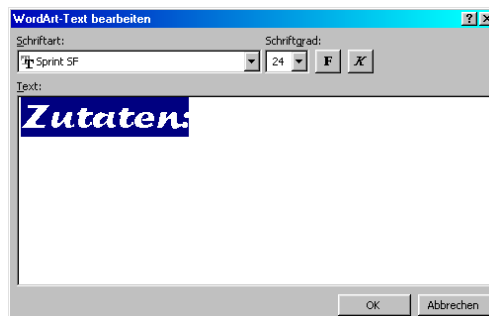 WordArt-Text bearbeiten
Schriftart:
Schriftgrad:
Sprint SF
24
F
K
Text:
Zutaten:
OK
Abbrechen